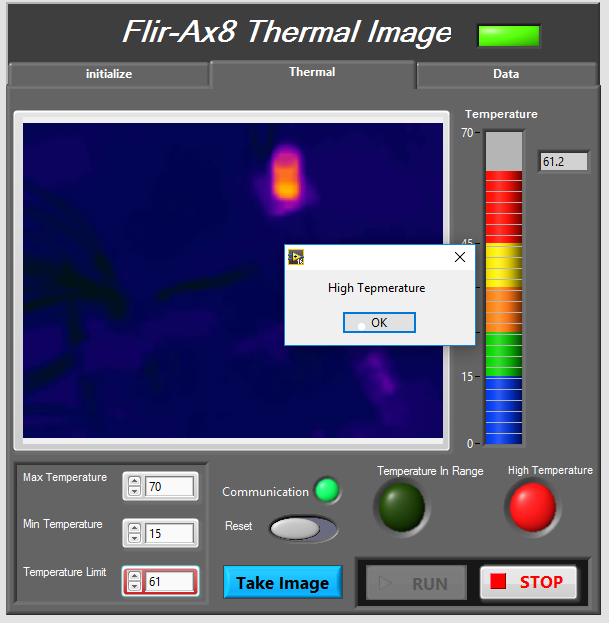 Flir-Ax8 Thermal Image
initialize
Thermal
Data
Temperature
70
61.2
45
High Tepmerature
OK
15
0
Max Temperature
70
Min Temperature
15
Temperature Limit
61
Communication
Reset
Take Image
Temperature In Range
High Temperature
RUN
STOP